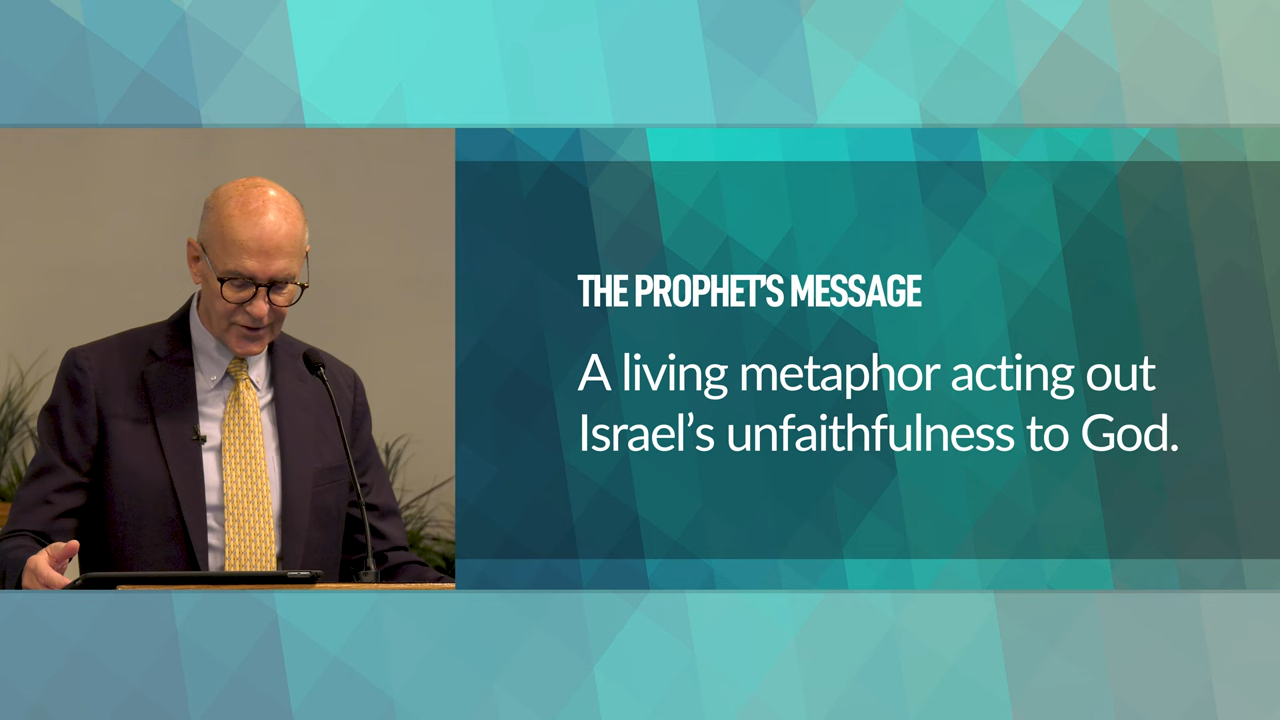 THE PROPHET'S MESSAGE
A living metaphor acting out
Israel's unfaithfulness to God.